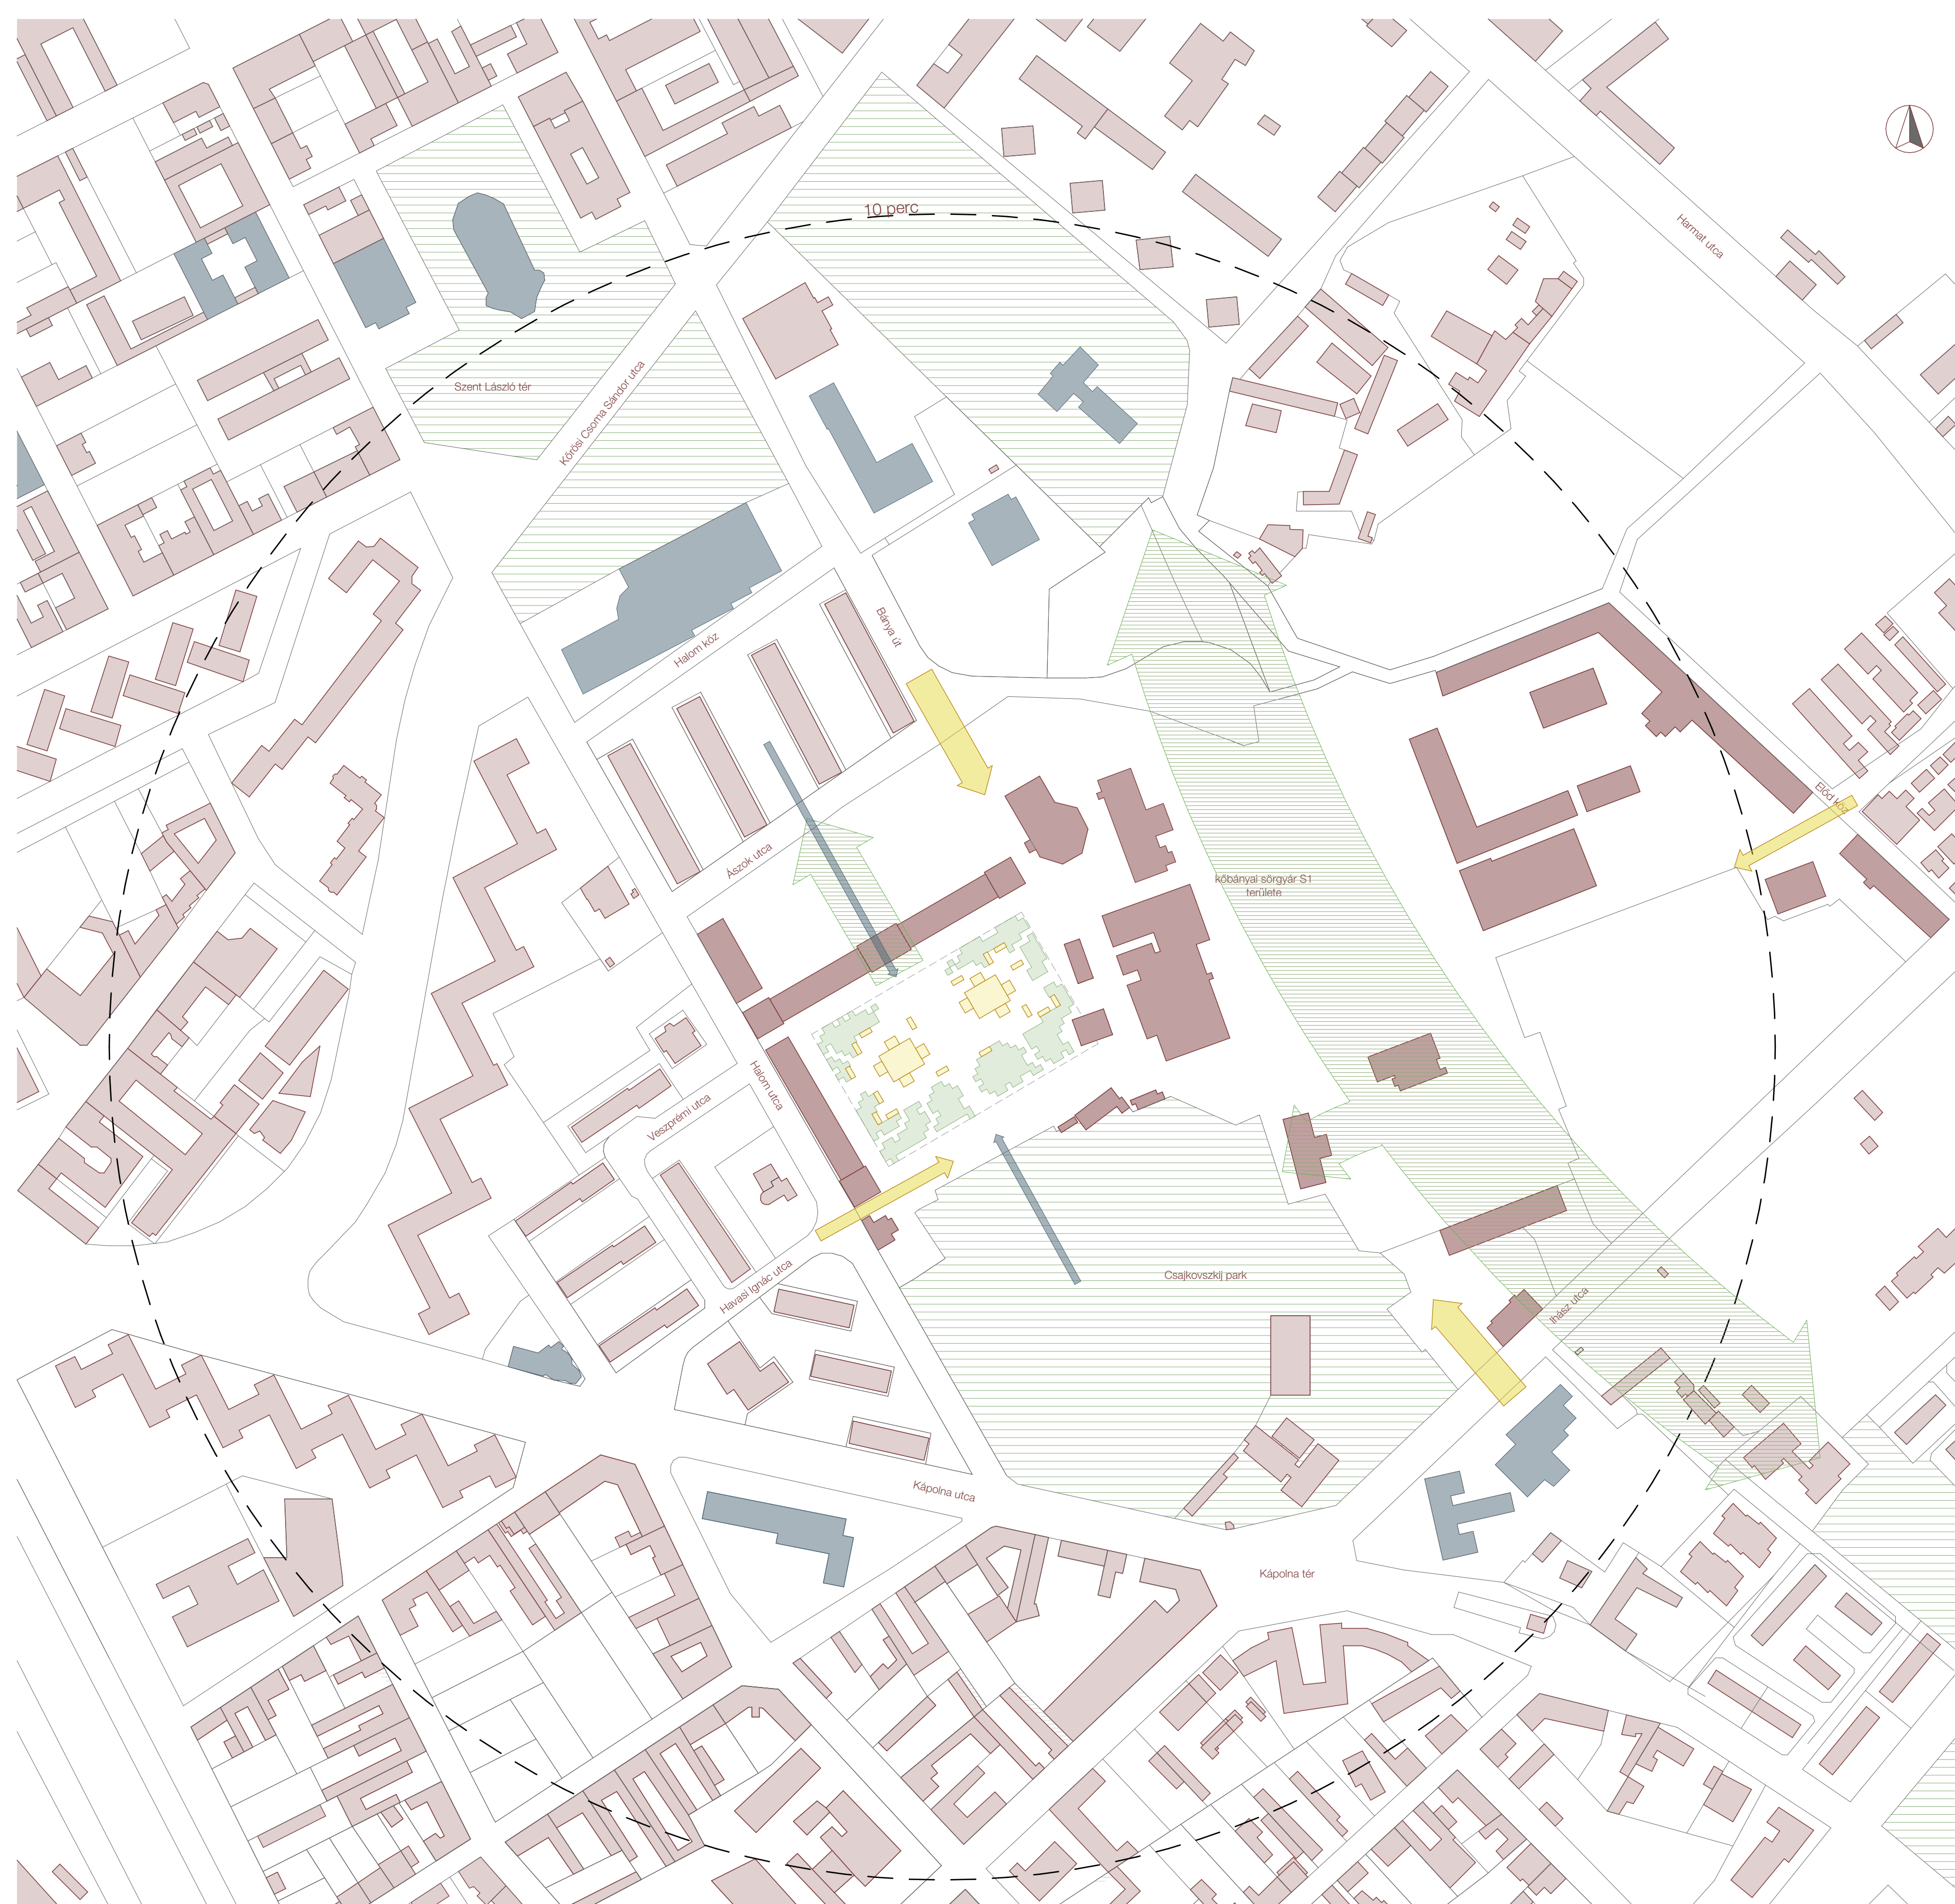 10 perc
Harmat utca
Szent László tér
Kőrösi Csoma Sándor utca
Bánya út
Halom köz
Előd köz
Ászok utca
kőbányai sörgyár S1
területe
Halom utca
Veszprémi utca
Csajkovszkij park
Havasi Ignác utca
Ihász utca
Kápolna utca
Kápolna tér